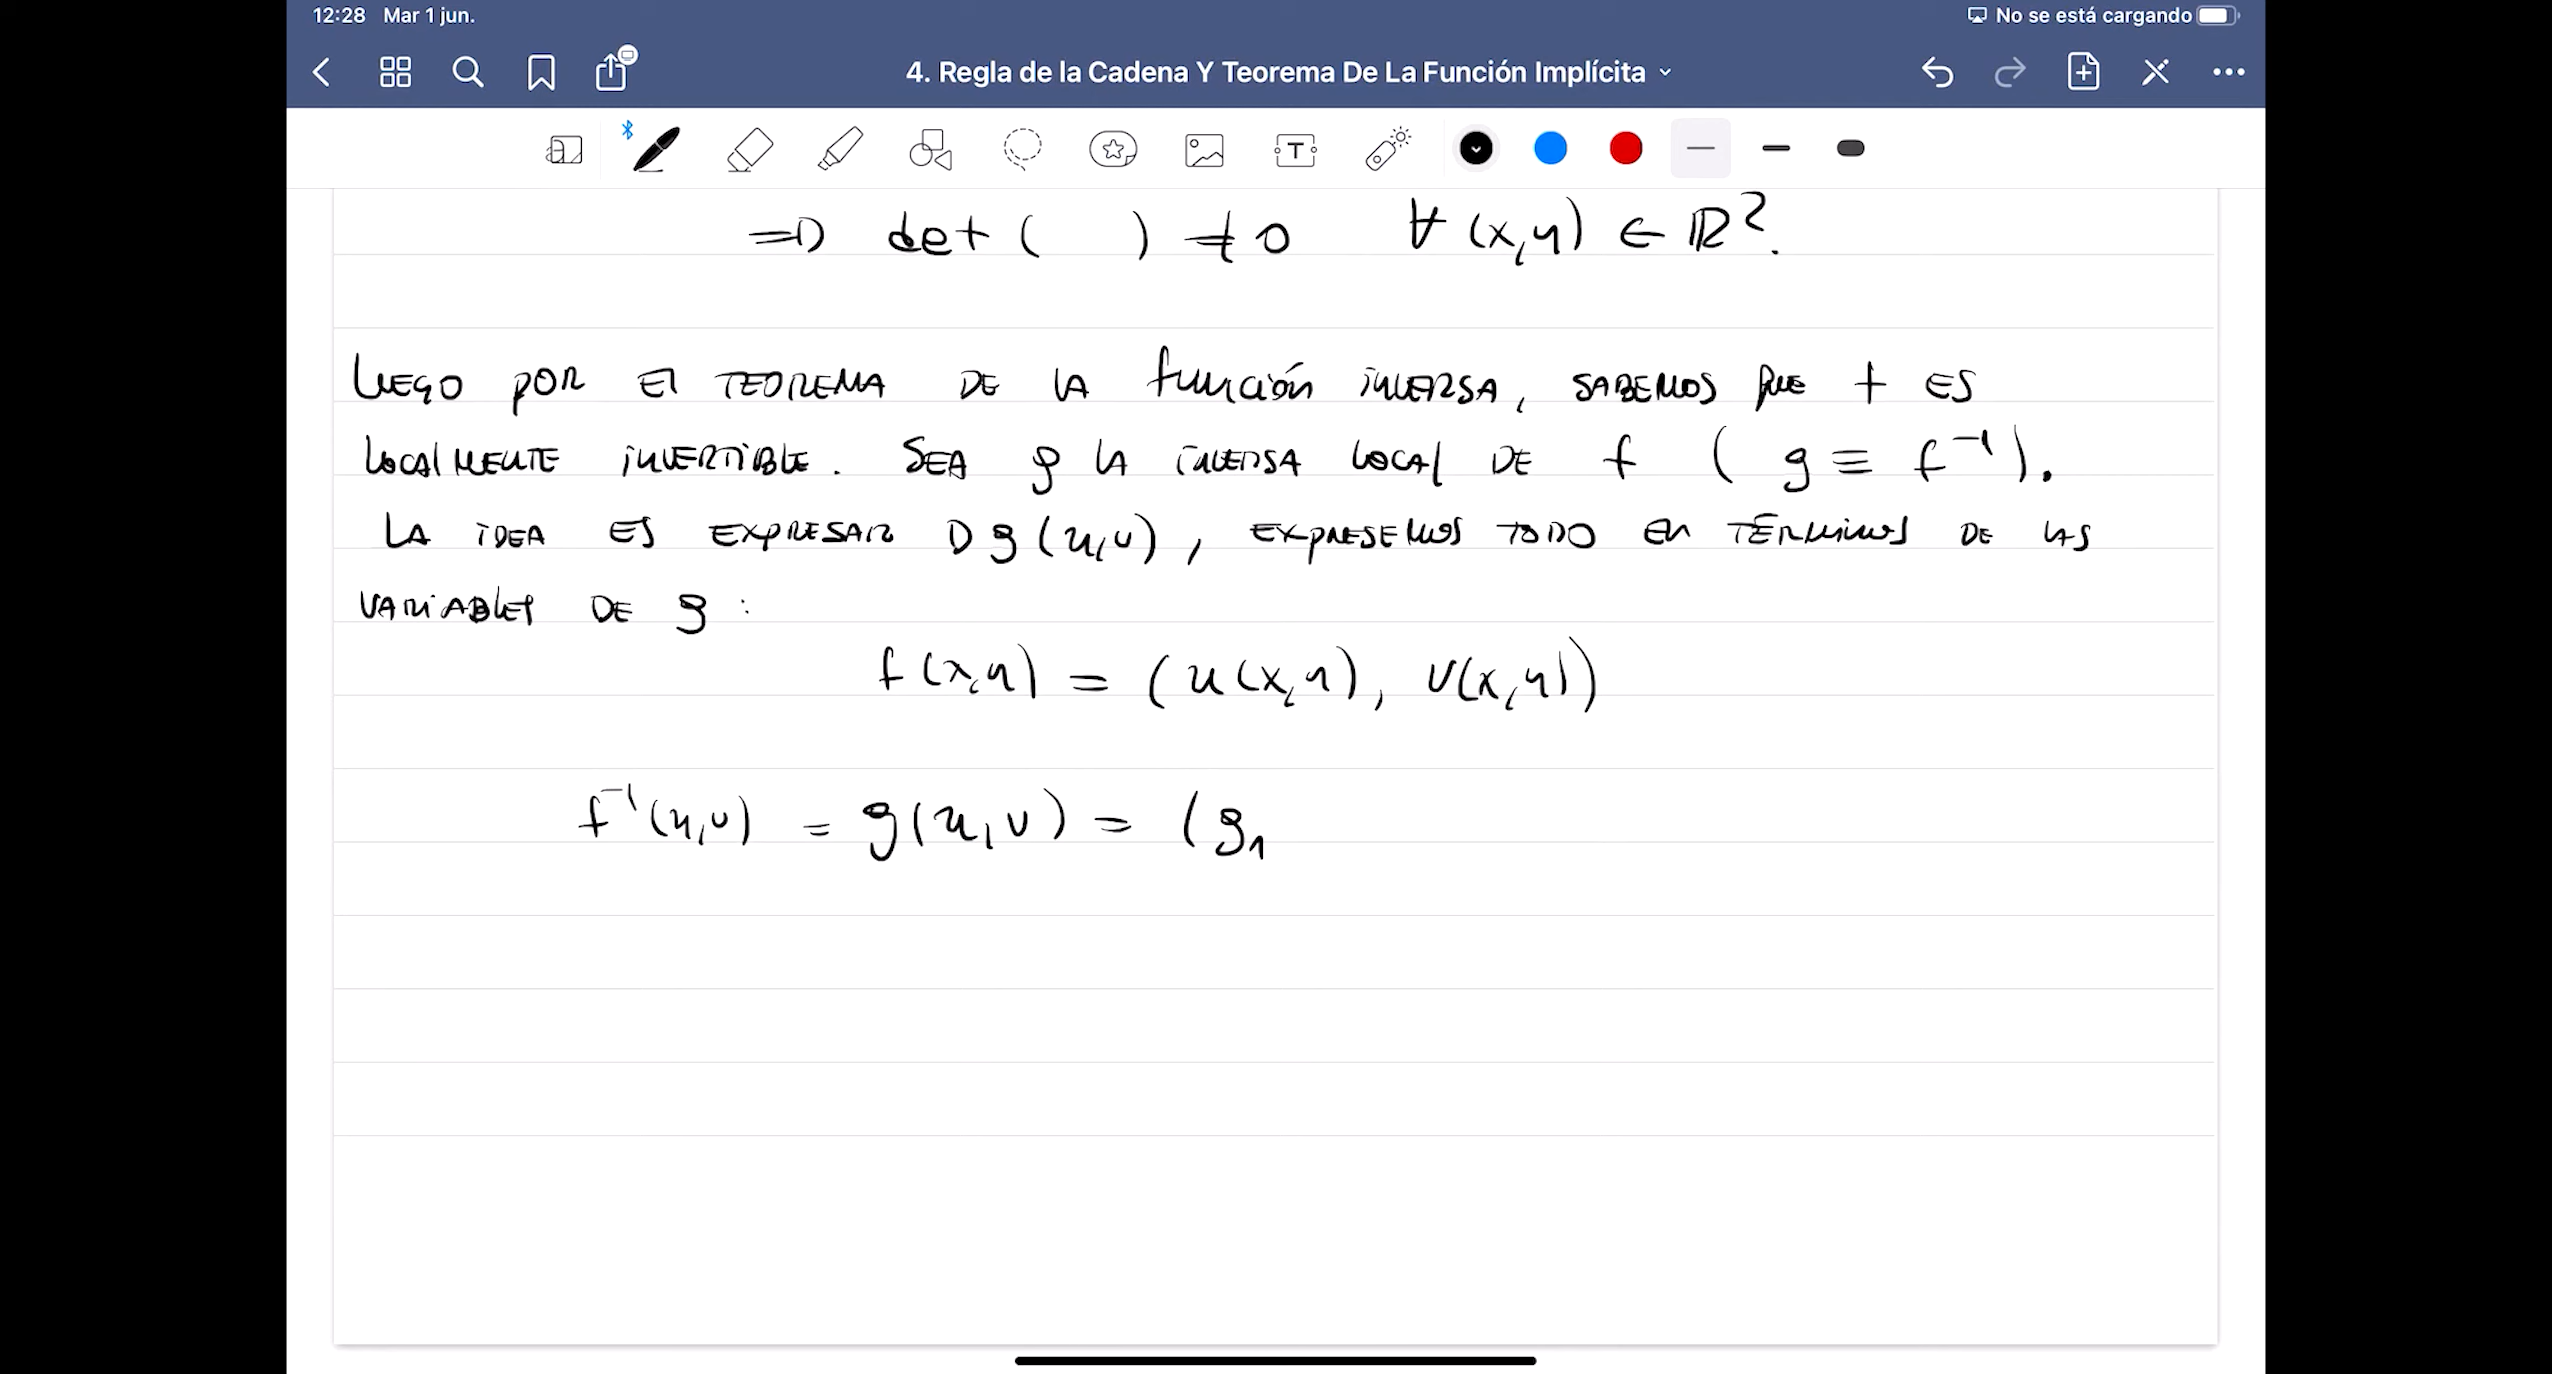 12:28 Mar 1 jun.
No se está cargando
4. Regla de la Cadena Y Teorema De La Función Implícita
⇒ det ( ) ≠ 0 ∀ (x,y) ∈ ℝ².
Luego por el TEOREMA DE LA función inversa, sabemos que f ES
localmente invertible. SEA g la inversa local DE f ( g ≡ f⁻¹).
LA idea ES EXPRESAR Dg(u,v), EXPRESEMOS TODO EN TÉRMINOS DE LAS
VARIABLES DE g :
f(x,y) = (u(x,y), v(x,y))
f⁻¹(u,v) = g(u,v) = (g₁